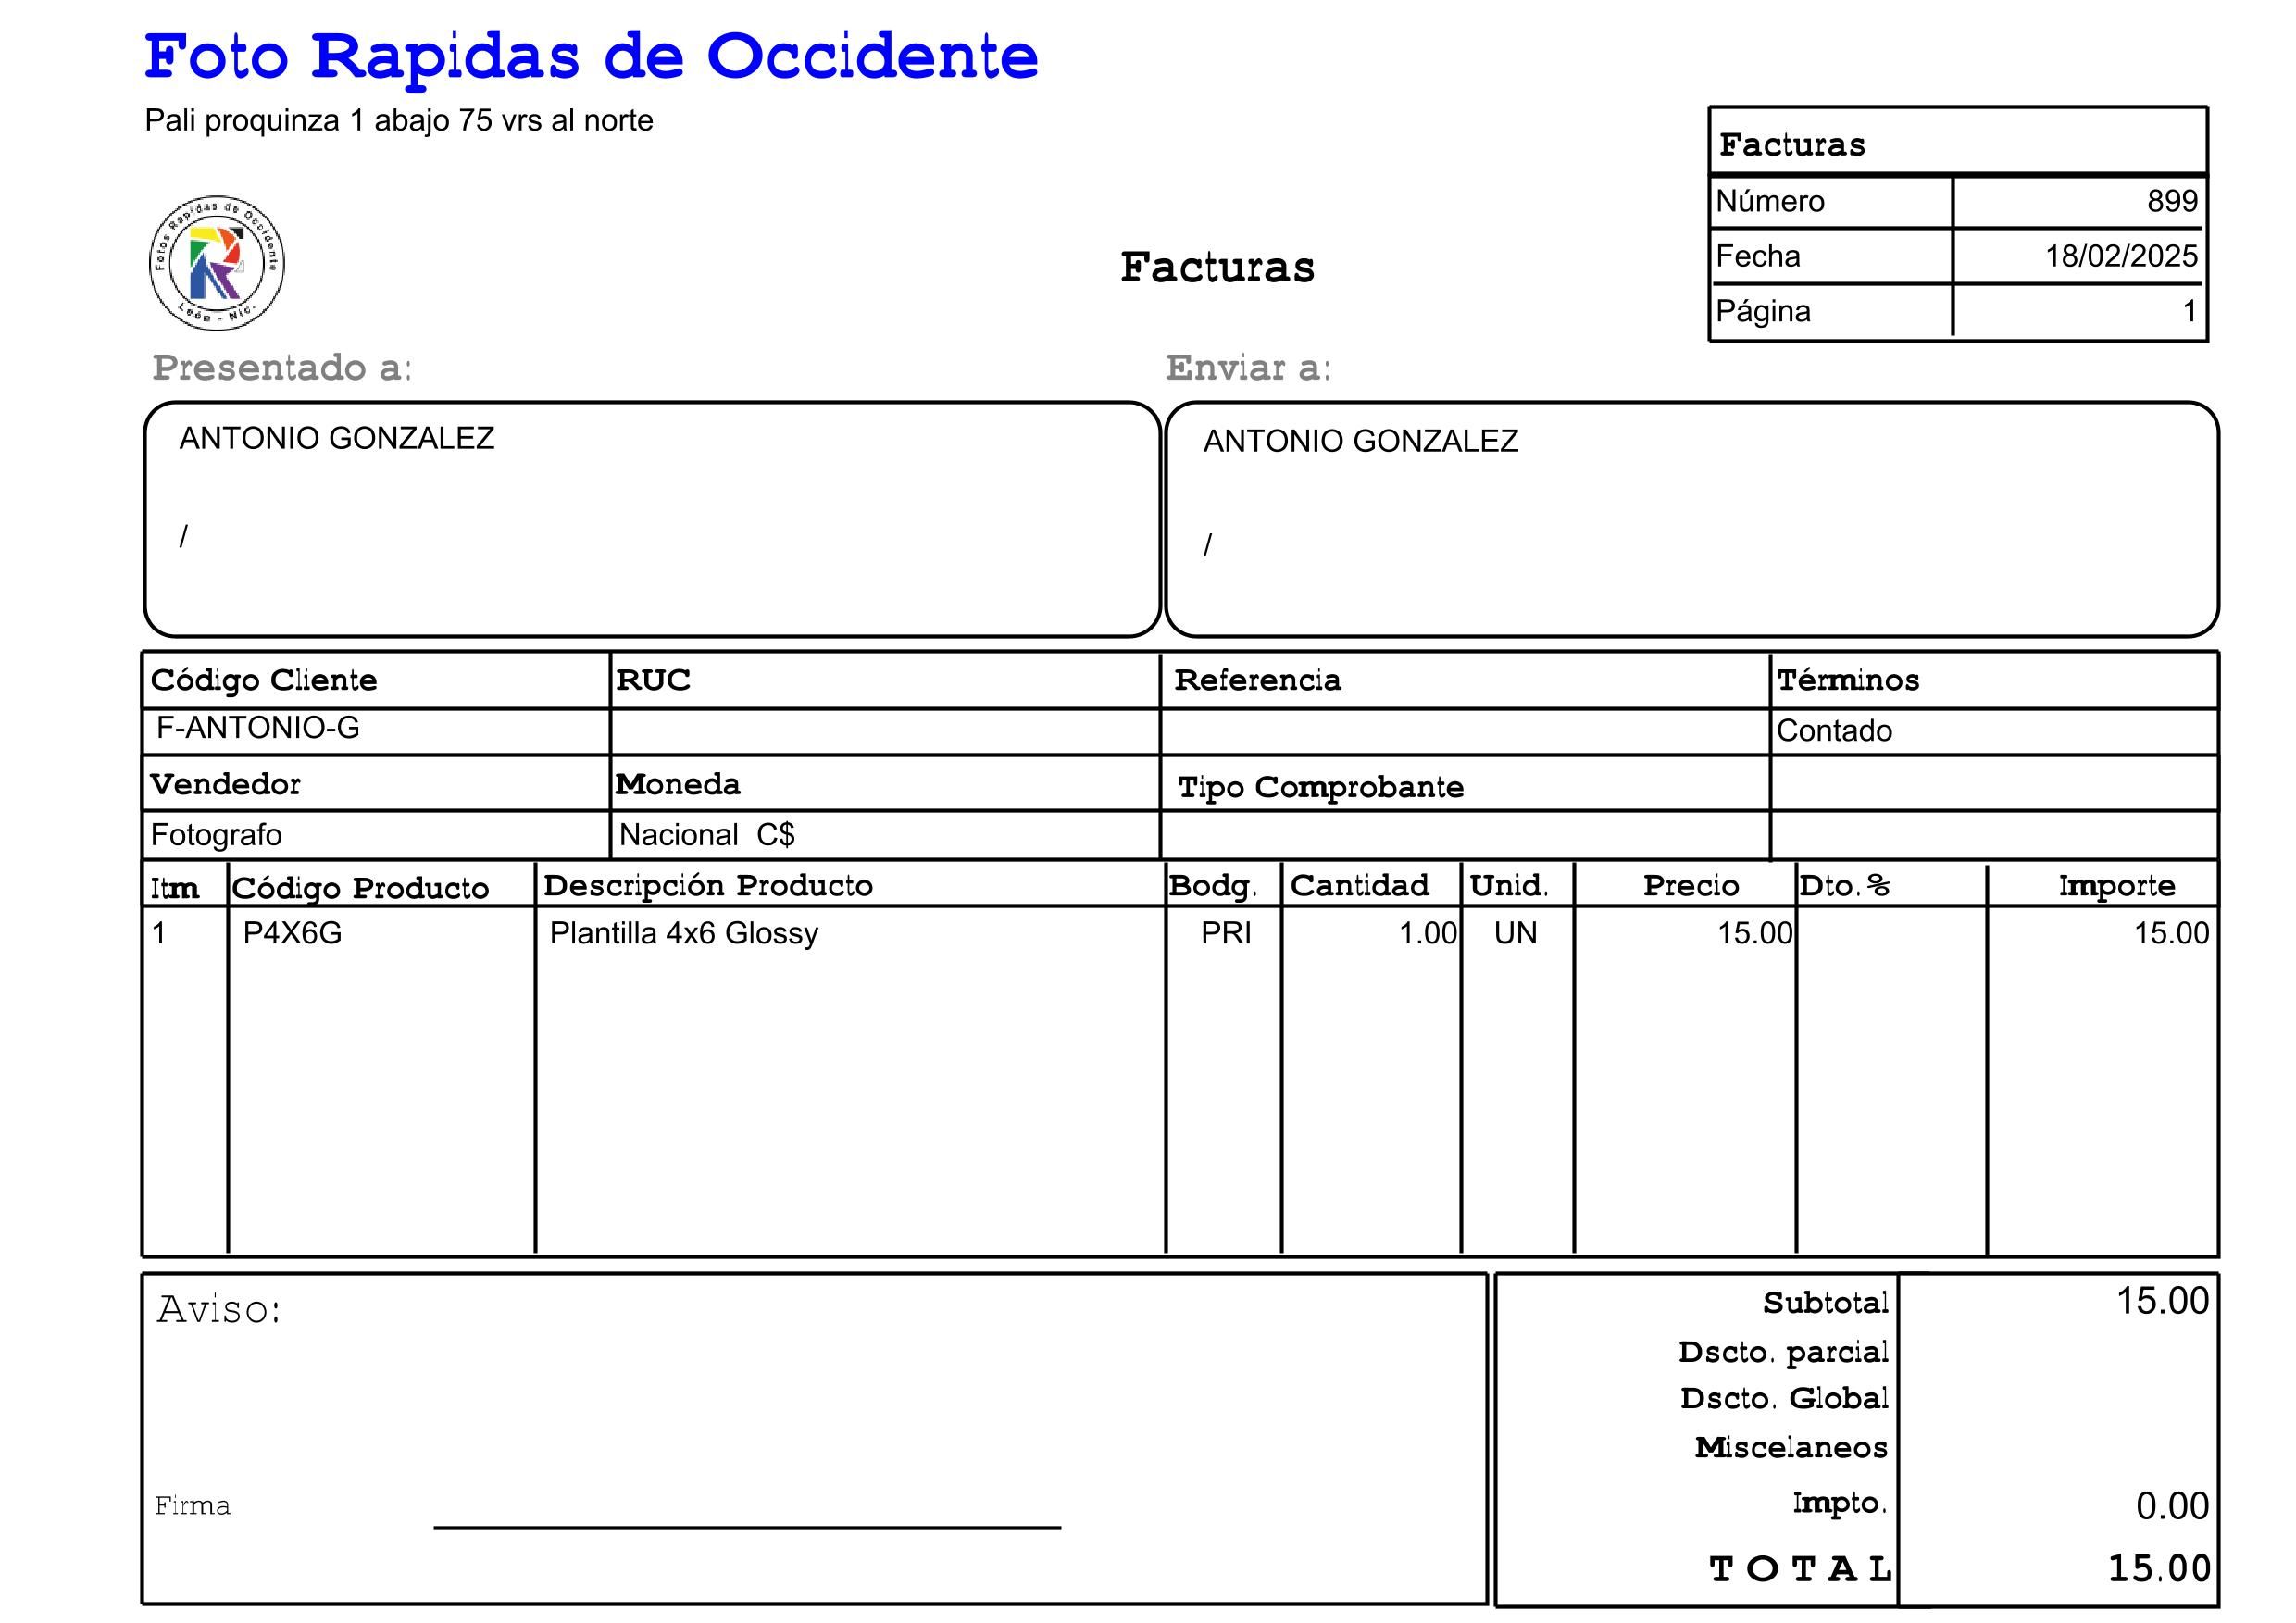 Foto Rapidas de Occidente
Pali proquinza 1 abajo 75 vrs al norte
Facturas
Número 899
Fecha 18/02/2025
Página 1
Fotos Rapidas de Occidente
León - Nic.
Facturas
Presentado a: Enviar a:
ANTONIO GONZALEZ ANTONIO GONZALEZ
/ /
Código Cliente RUC Referencia Términos
F-ANTONIO-G Contado
Vendedor Moneda Tipo Comprobante
Fotografo Nacional C$
Itm Código Producto Descripción Producto Bodg. Cantidad Unid. Precio Dto.% Importe
1 P4X6G Plantilla 4x6 Glossy PRI 1.00 UN 15.00 15.00
Aviso:
Firma
Subtotal 15.00
Dscto. parcial
Dscto. Global
Miscelaneos
Impto. 0.00
TOTAL 15.00